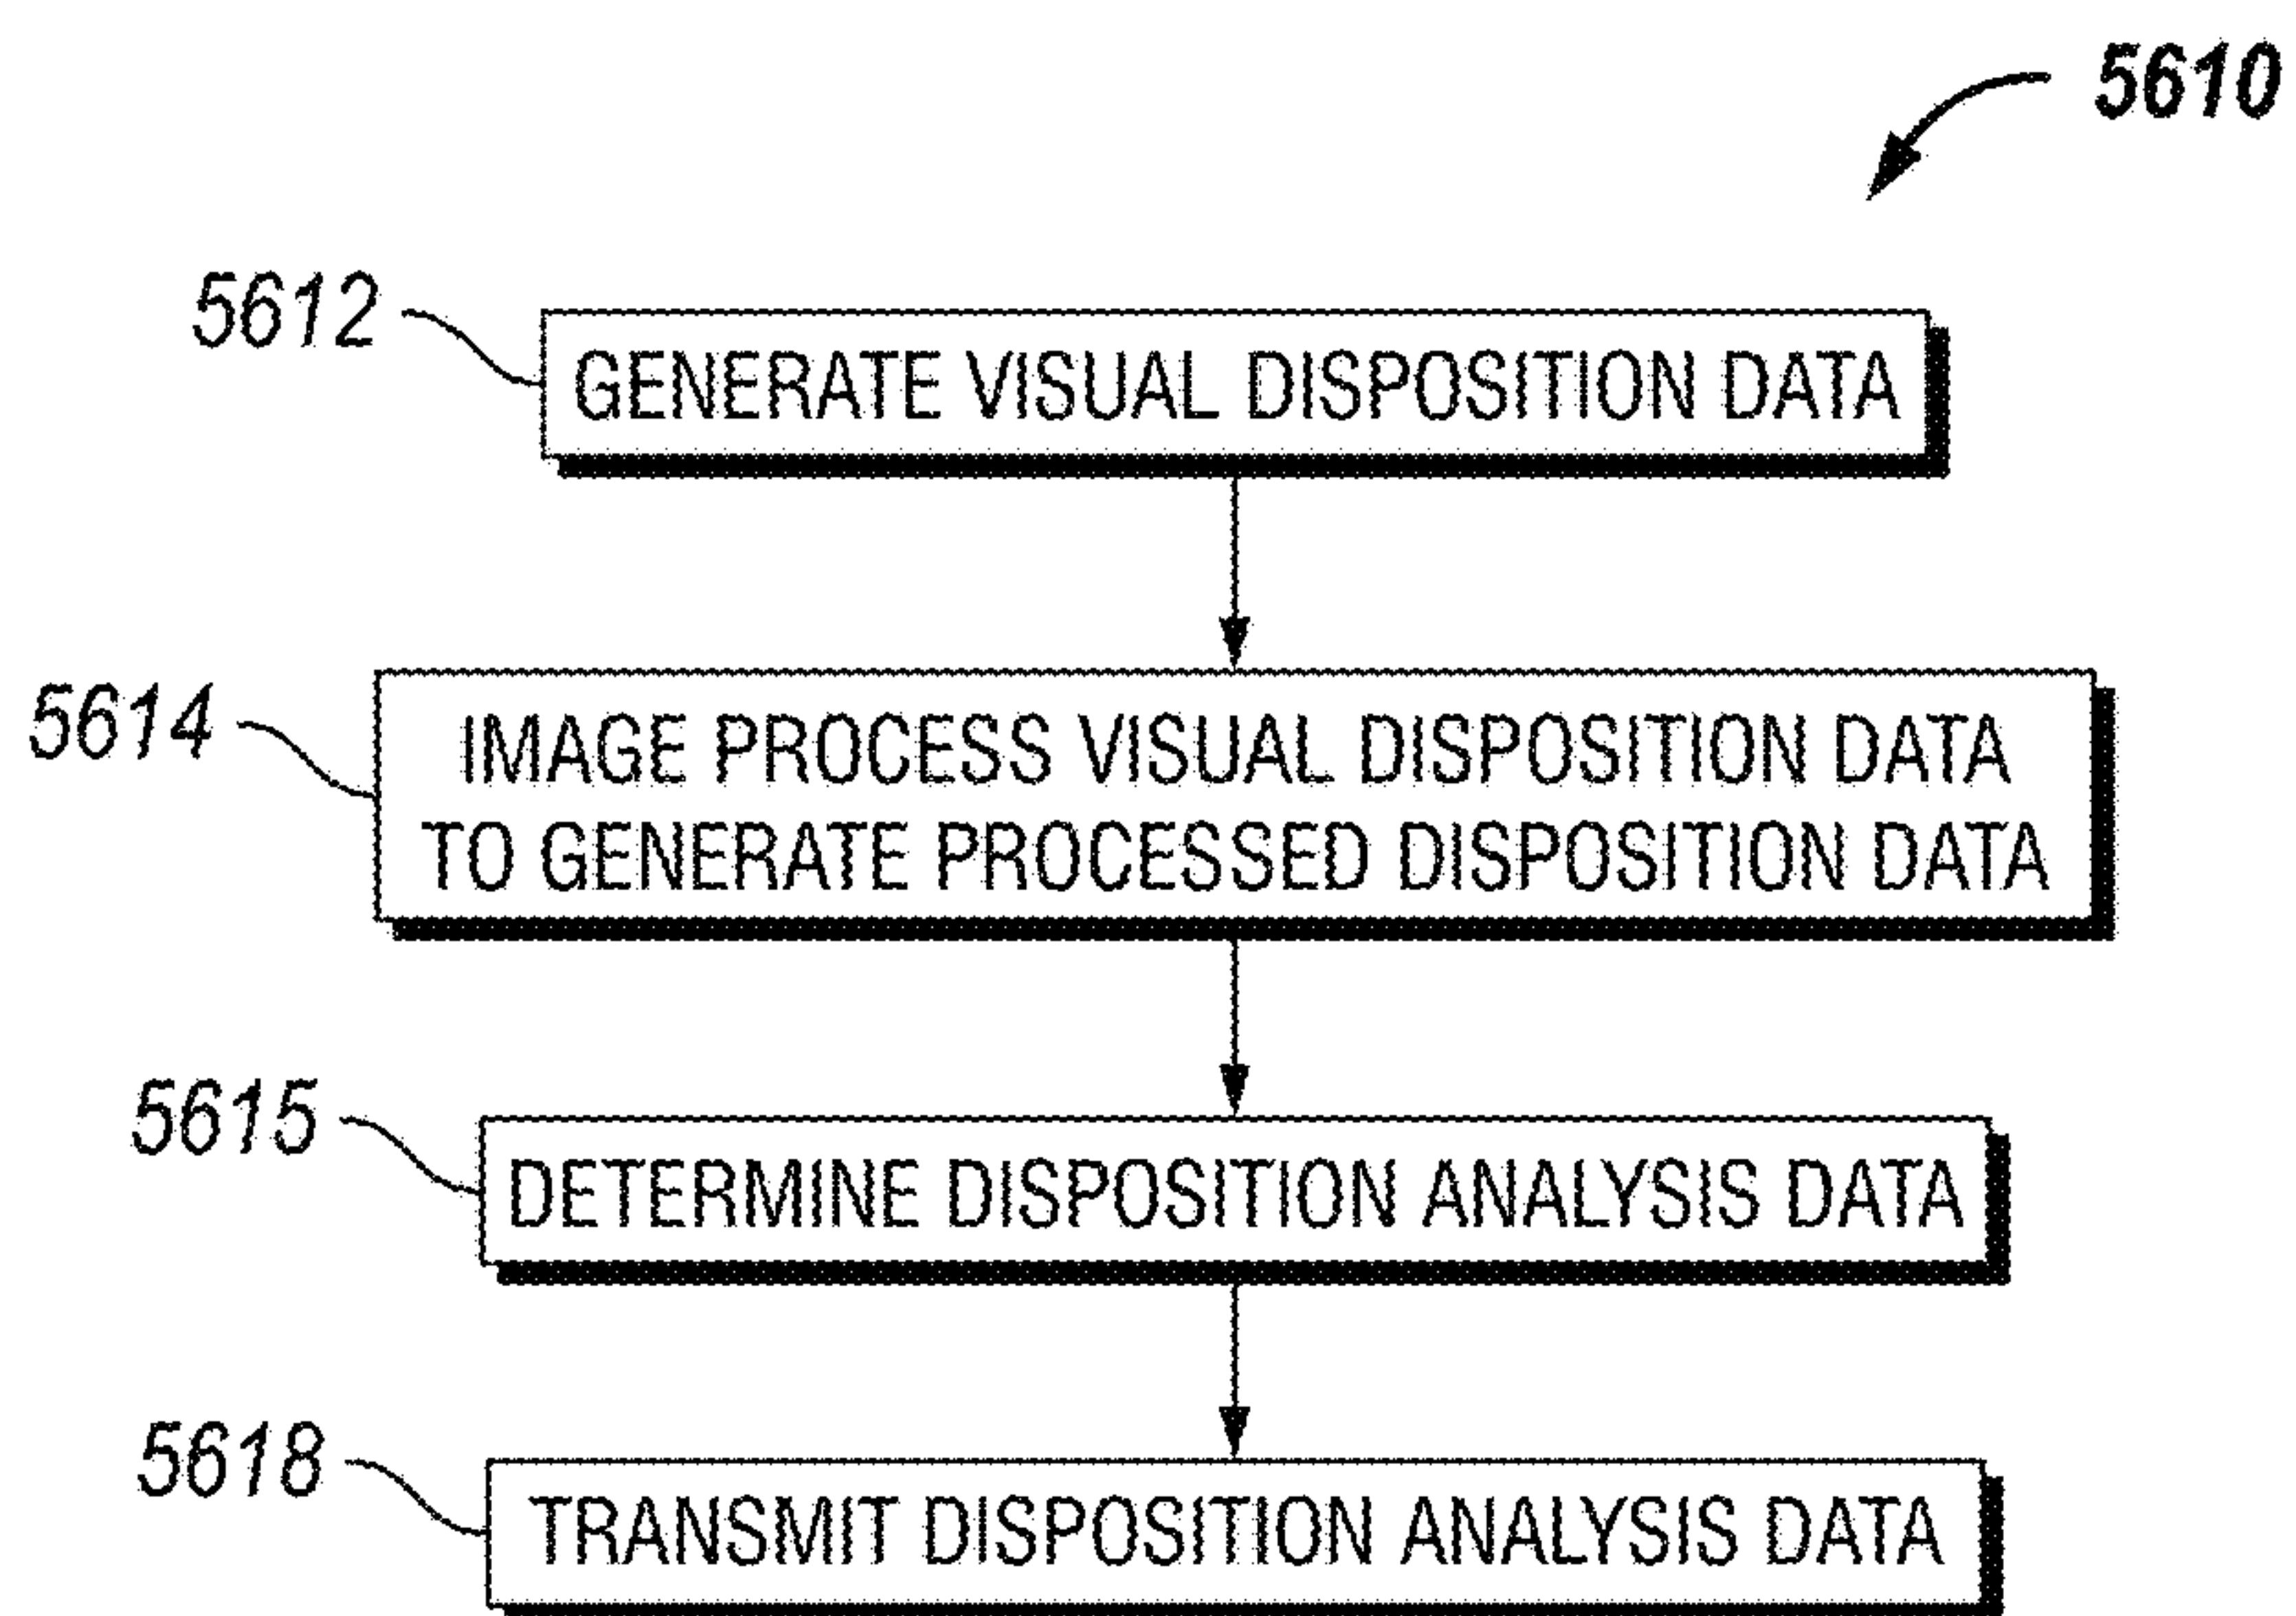 5610
5612
GENERATE VISUAL DISPOSITION DATA
5614
IMAGE PROCESS VISUAL DISPOSITION DATA
TO GENERATE PROCESSED DISPOSITION DATA
5615
DETERMINE DISPOSITION ANALYSIS DATA
5618
TRANSMIT DISPOSITION ANALYSIS DATA